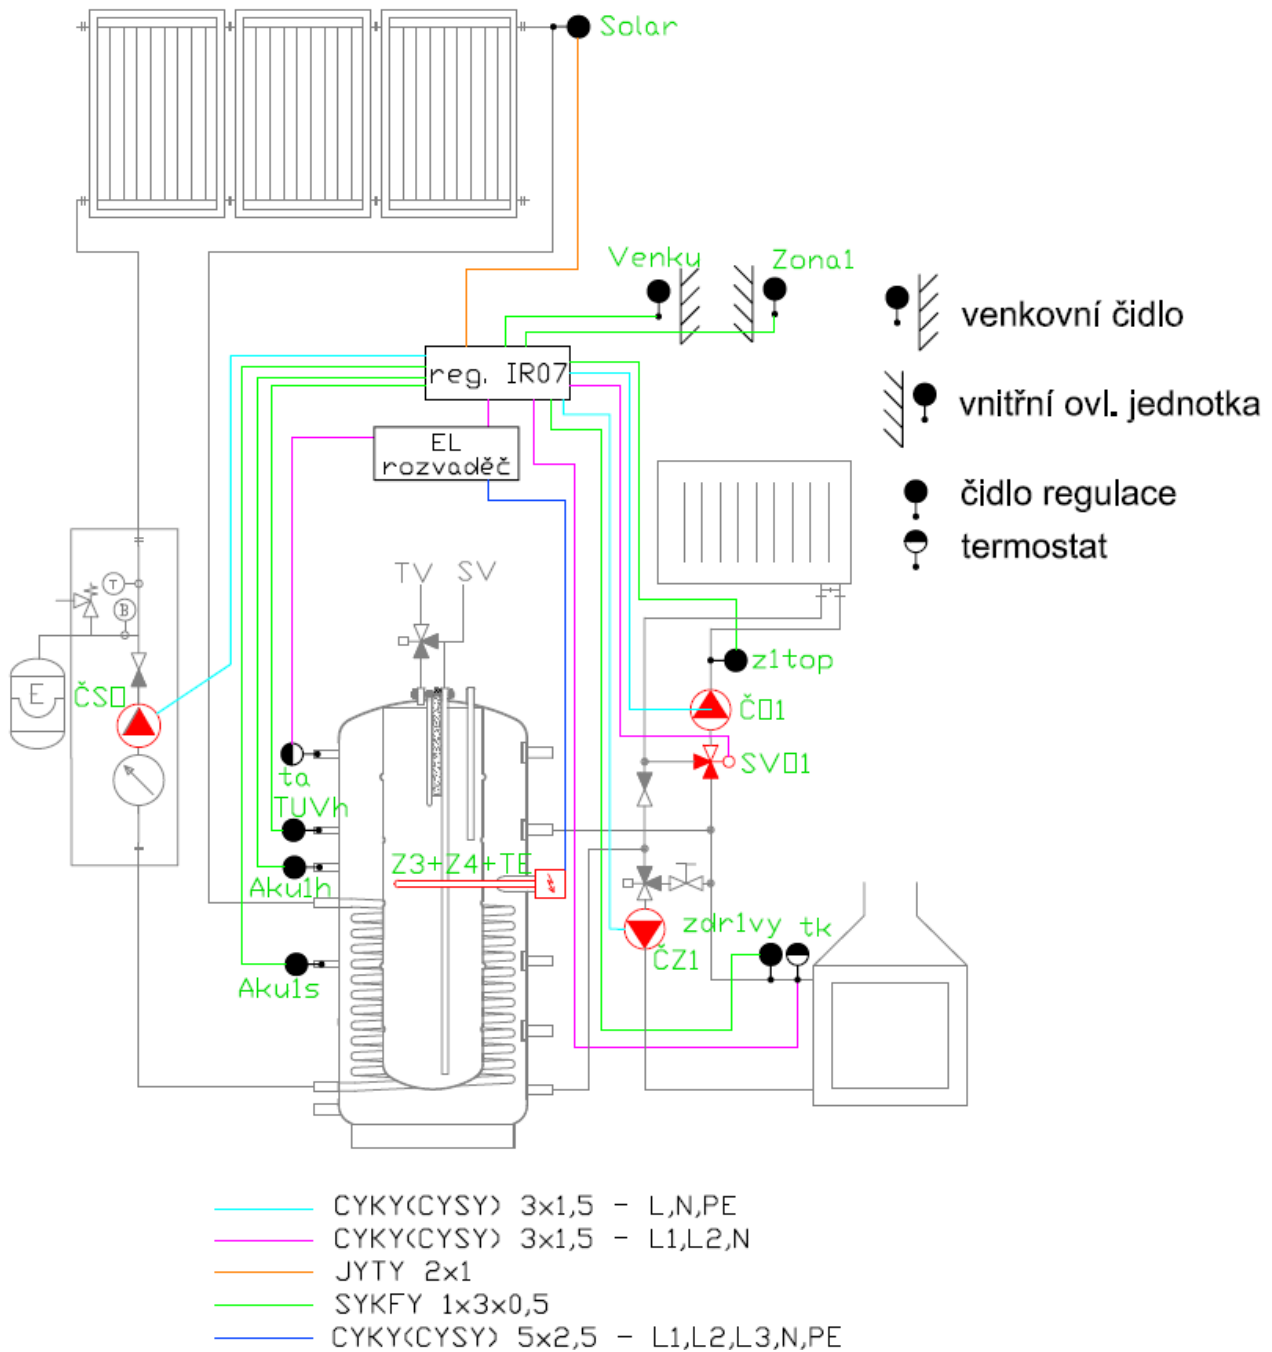 Solar
Venku
Zona1
venkovní čidlo
reg. IR07
vnitřní ovl. jednotka
EL
rozvaděč
čidlo regulace
termostat
TV
SV
T
B
E
ČS□
z1top
Č□1
SV□1
ta
TUVh
Z3+Z4+TE
Aku1h
zdr1vy
tk
ČZ1
Aku1s
CYKY(CYSY) 3x1,5 - L,N,PE
CYKY(CYSY) 3x1,5 - L1,L2,N
JYTY 2x1
SYKFY 1x3x0,5
CYKY(CYSY) 5x2,5 - L1,L2,L3,N,PE